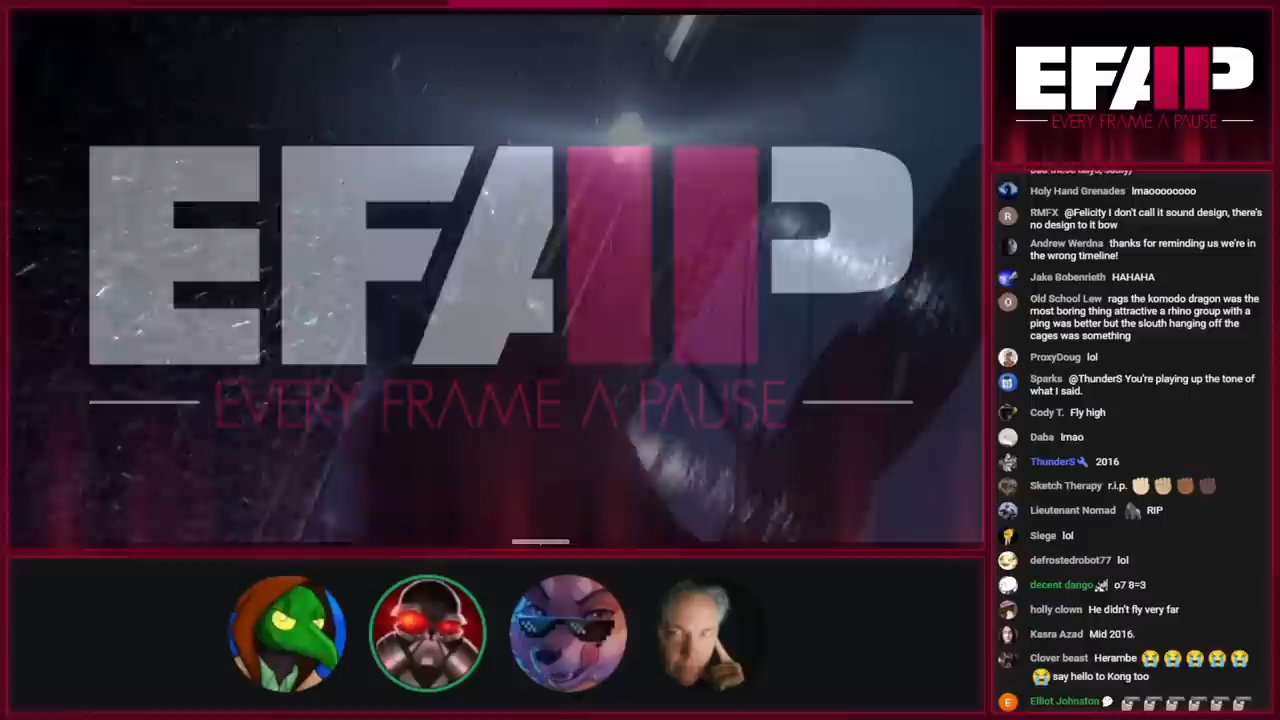 EFAP
EVERY FRAME A PAUSE
EFAP
EVERY FRAME A PAUSE
Holy Hand Grenades lmaooooooooo
RMFX @Felicity I don't call it sound design, there's
no design to it bow
Andrew Werdna thanks for reminding us we're in
the wrong timeline!
Jake Bobenrieth HAHAHA
Old School Lew rags the komodo dragon was the
most boring thing attractive a rhino group with a
ping was better but the slouth hanging off the
cages was something
ProxyDoug lol
Sparks @ThunderS You're playing up the tone of
what I said.
Cody T. Fly high
Daba lmao
ThunderS 2016
Sketch Therapy r.i.p.
Lieutenant Nomad RIP
Siege lol
defrostedrobot77 lol
decent dango o7 8=3
holly clown He didn't fly very far
Kasra Azad Mid 2016.
Clover beast Herambe
say hello to Kong too
Elliot Johnston